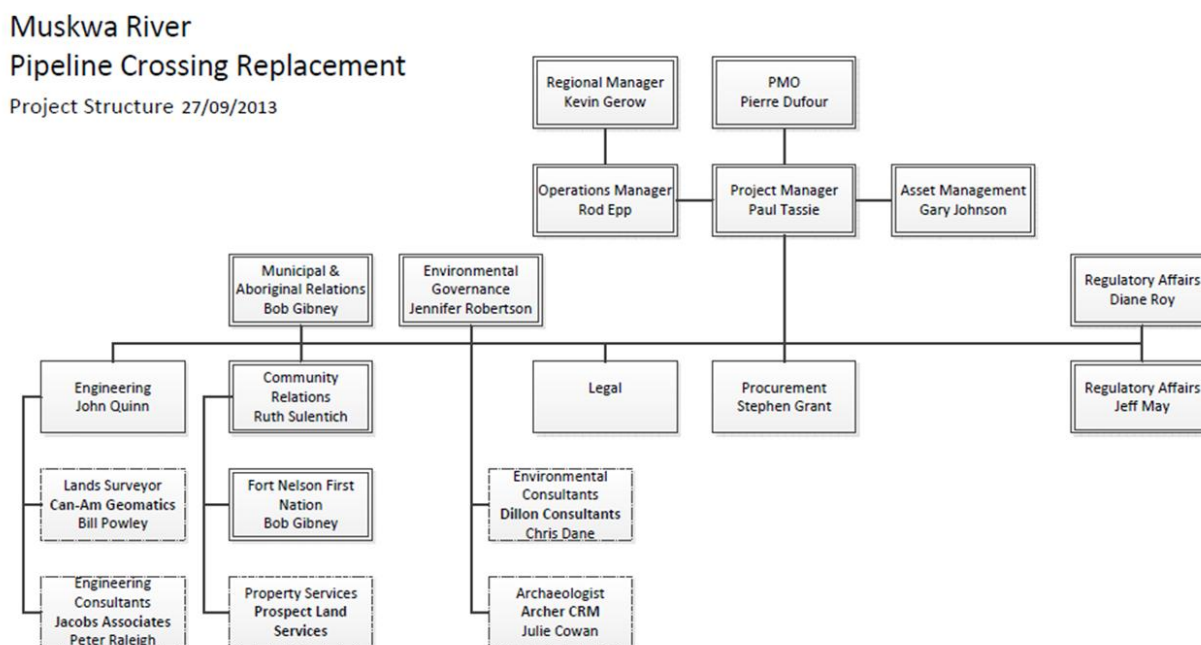 Muskwa River
Pipeline Crossing Replacement
Project Structure 27/09/2013
Regional Manager
Kevin Gerow
PMO
Pierre Dufour
Operations Manager
Rod Epp
Project Manager
Paul Tassie
Asset Management
Gary Johnson
Municipal &
Aboriginal Relations
Bob Gibney
Environmental
Governance
Jennifer Robertson
Regulatory Affairs
Diane Roy
Engineering
John Quinn
Community
Relations
Ruth Sulentich
Legal
Procurement
Stephen Grant
Regulatory Affairs
Jeff May
Lands Surveyor
Can-Am Geomatics
Bill Powley
Fort Nelson First
Nation
Bob Gibney
Environmental
Consultants
Dillon Consultants
Chris Dane
Engineering
Consultants
Jacobs Associates
Peter Raleigh
Property Services
Prospect Land
Services
Archaeologist
Archer CRM
Julie Cowan